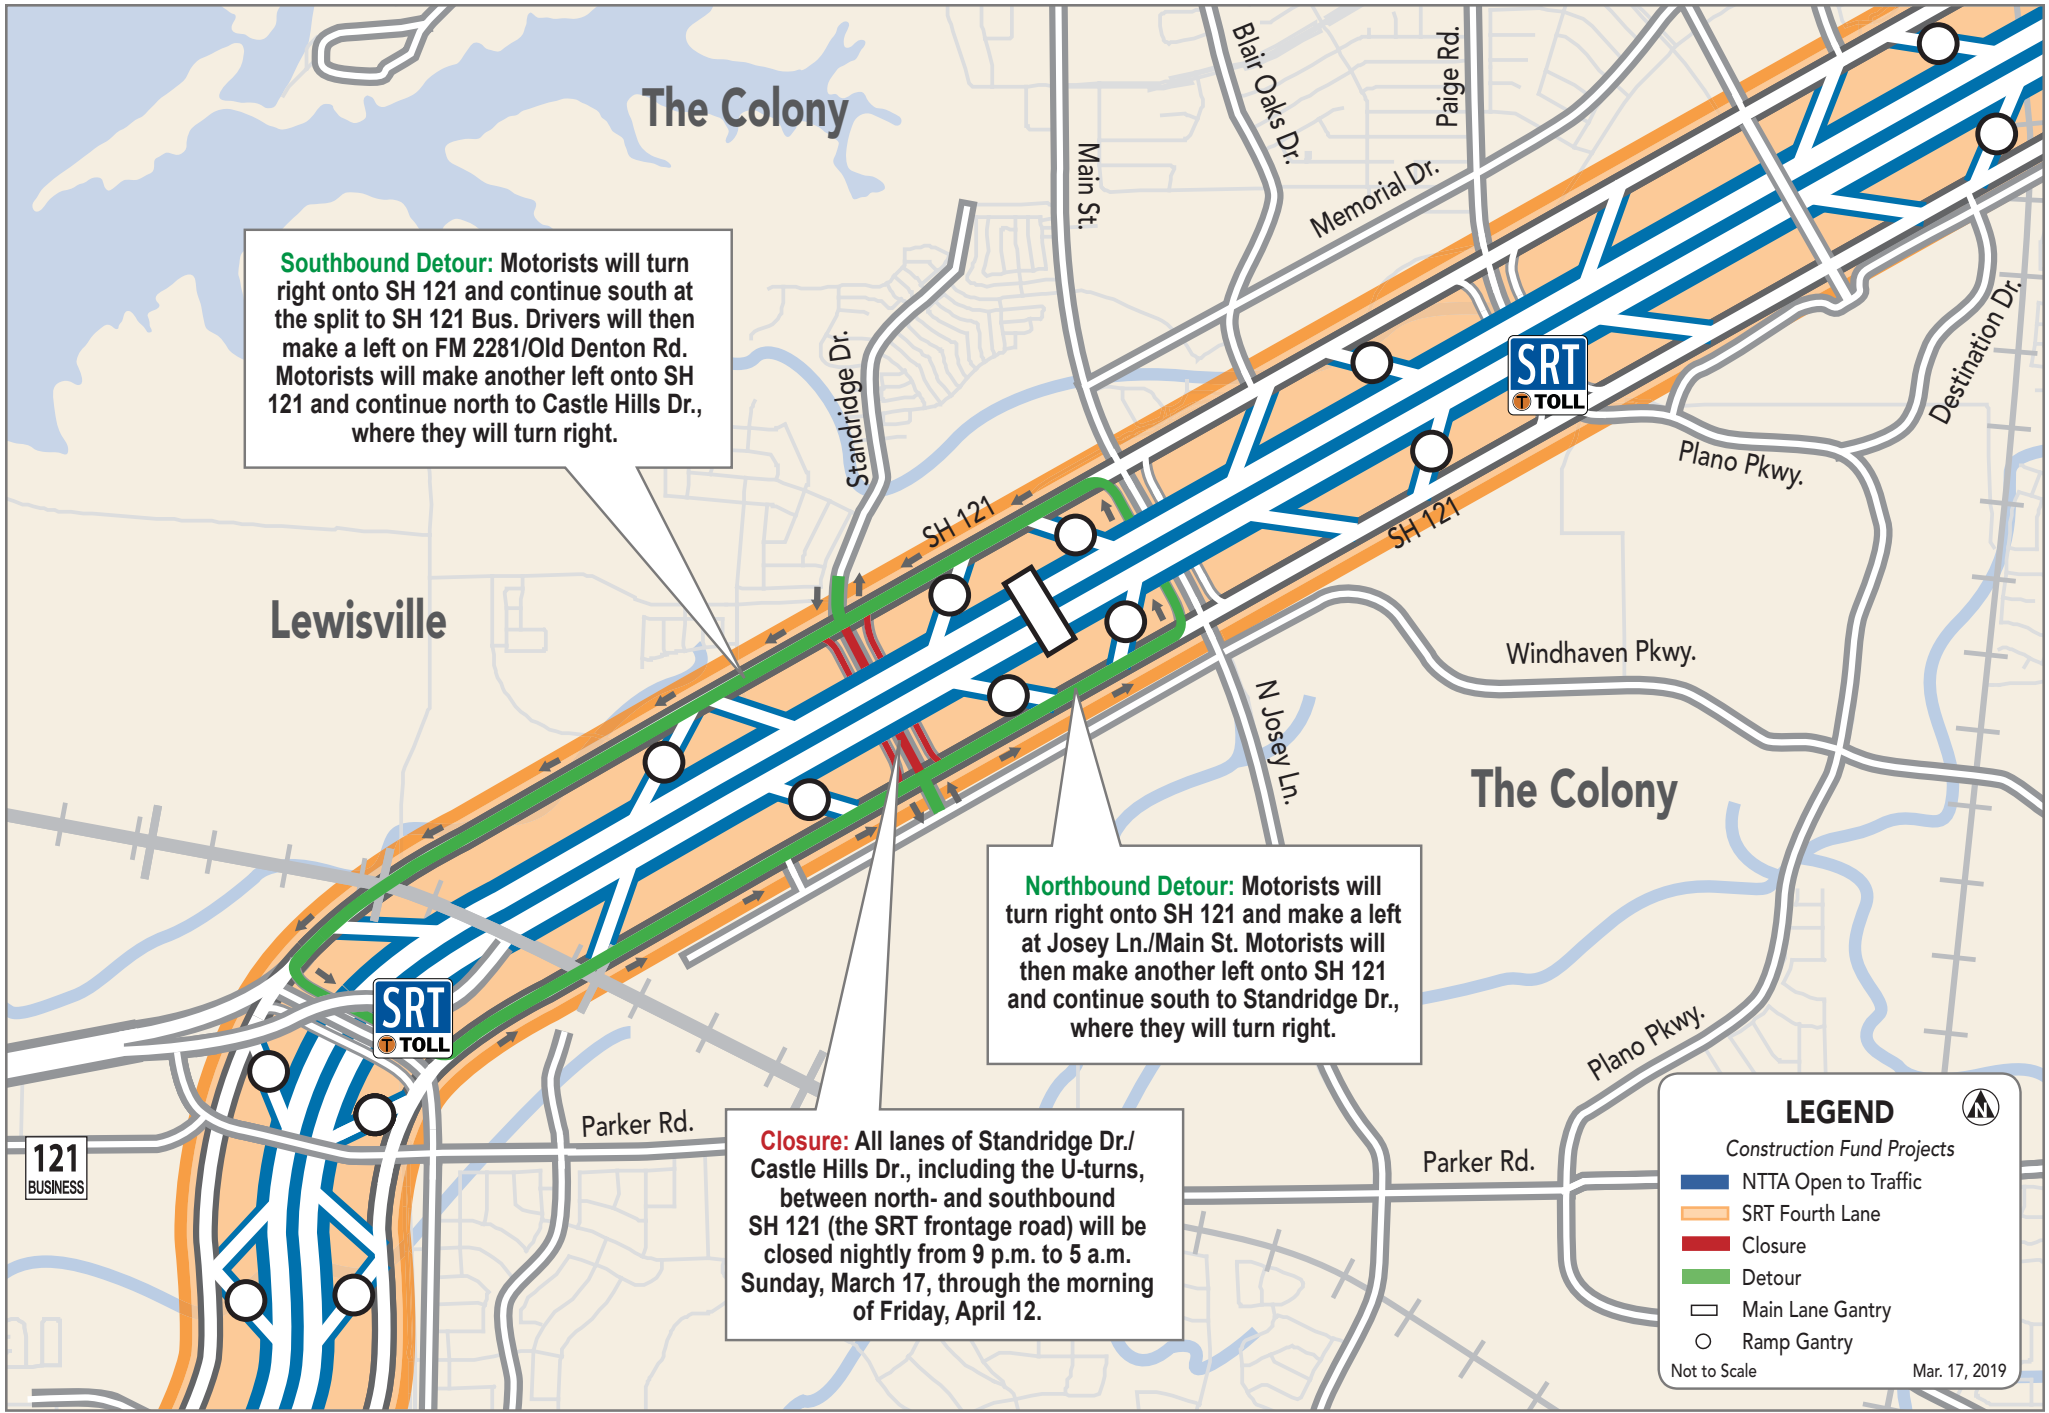 The Colony
Main St.
Blair Oaks Dr.
Paige Rd.
Memorial Dr.
Southbound Detour: Motorists will turn
right onto SH 121 and continue south at
the split to SH 121 Bus. Drivers will then
make a left on FM 2281/Old Denton Rd.
Motorists will make another left onto SH
121 and continue north to Castle Hills Dr.,
where they will turn right.
Standridge Dr.
SH 121
SRT
T TOLL
Destination Dr.
Plano Pkwy.
SH 121
Lewisville
Windhaven Pkwy.
N Josey Ln.
The Colony
Northbound Detour: Motorists will
turn right onto SH 121 and make a left
at Josey Ln./Main St. Motorists will
then make another left onto SH 121
and continue south to Standridge Dr.,
where they will turn right.
SRT
T TOLL
Plano Pkwy.
Parker Rd.
121
BUSINESS
Closure: All lanes of Standridge Dr./
Castle Hills Dr., including the U-turns,
between north- and southbound
SH 121 (the SRT frontage road) will be
closed nightly from 9 p.m. to 5 a.m.
Sunday, March 17, through the morning
of Friday, April 12.
Parker Rd.
LEGEND
N
Construction Fund Projects
NTTA Open to Traffic
SRT Fourth Lane
Closure
Detour
Main Lane Gantry
Ramp Gantry
Not to Scale
Mar. 17, 2019